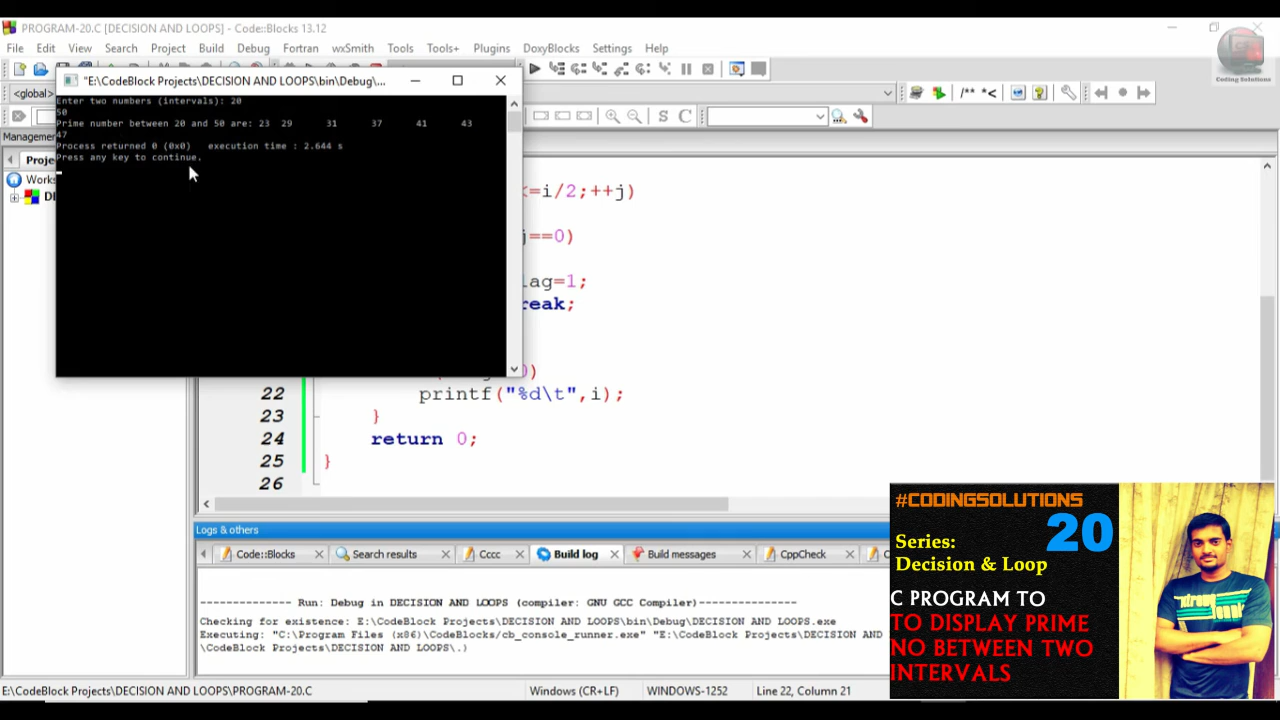 PROGRAM-20.C [DECISION AND LOOPS] - Code::Blocks 13.12
File Edit View Search Project Build Debug Fortran wxSmith Tools Tools+ Plugins DoxyBlocks Settings Help
Coding Solutions
"E:\CodeBlock Projects\DECISION AND LOOPS\bin\Debug\...
<global>
/** *<
Enter two numbers (intervals): 20
50
Prime number between 20 and 50 are: 23 29 31 37 41 43
47
Process returned 0 (0x0) execution time : 2.644 s
Press any key to continue.
Management
Proje
Works
<=i/2;++j)
j==0)
lag=1;
reak;
0)
22 printf("%d\t",i);
23 }
24 return 0;
25 }
26
Logs & others
Code::Blocks Search results Cccc Build log Build messages CppCheck
-------------- Run: Debug in DECISION AND LOOPS (compiler: GNU GCC Compiler)---------------
Checking for existence: E:\CodeBlock Projects\DECISION AND LOOPS\bin\Debug\DECISION AND LOOPS.exe
Executing: "C:\Program Files (x86)\CodeBlocks/cb_console_runner.exe" "E:\CodeBlock Projects\DECISION AND
\CodeBlock Projects\DECISION AND LOOPS\.)
#CODINGSOLUTIONS
20
Series:
Decision & Loop
C PROGRAM TO
TO DISPLAY PRIME
NO BETWEEN TWO
INTERVALS
E:\CodeBlock Projects\DECISION AND LOOPS\PROGRAM-20.C Windows (CR+LF) WINDOWS-1252 Line 22, Column 21